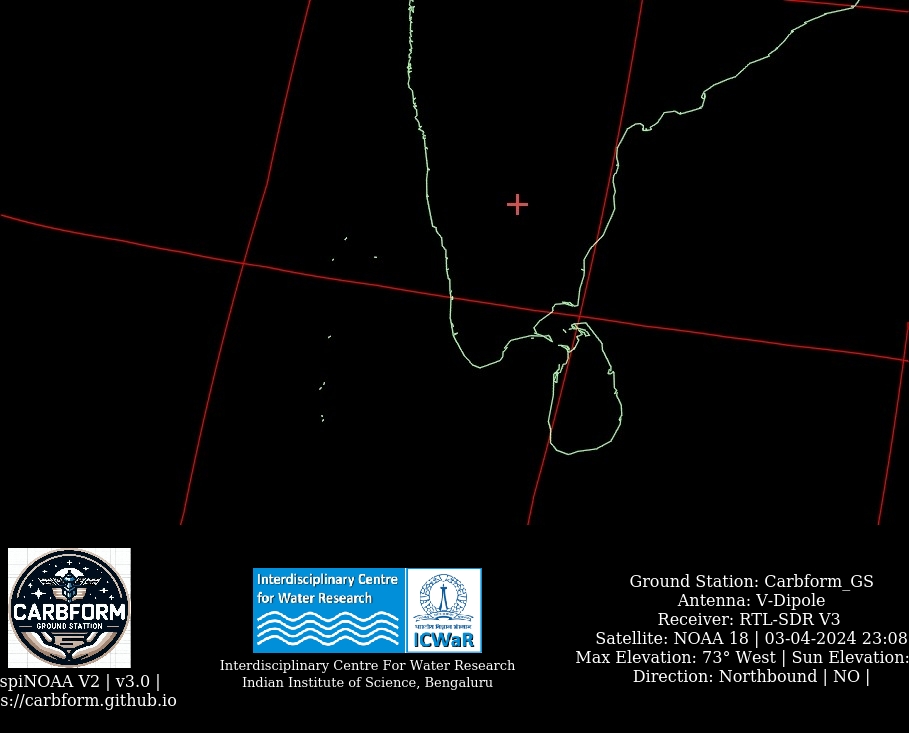 CARBFORM
GROUND STATION
spiNOAA V2 | v3.0 |
s://carbform.github.io
Interdisciplinary Centre
for Water Research
भारतीय विज्ञान संस्थान
ICWaR
Interdisciplinary Centre For Water Research
Indian Institute of Science, Bengaluru
Ground Station: Carbform_GS
Antenna: V-Dipole
Receiver: RTL-SDR V3
Satellite: NOAA 18 | 03-04-2024 23:08
Max Elevation: 73° West | Sun Elevation:
Direction: Northbound | NO |